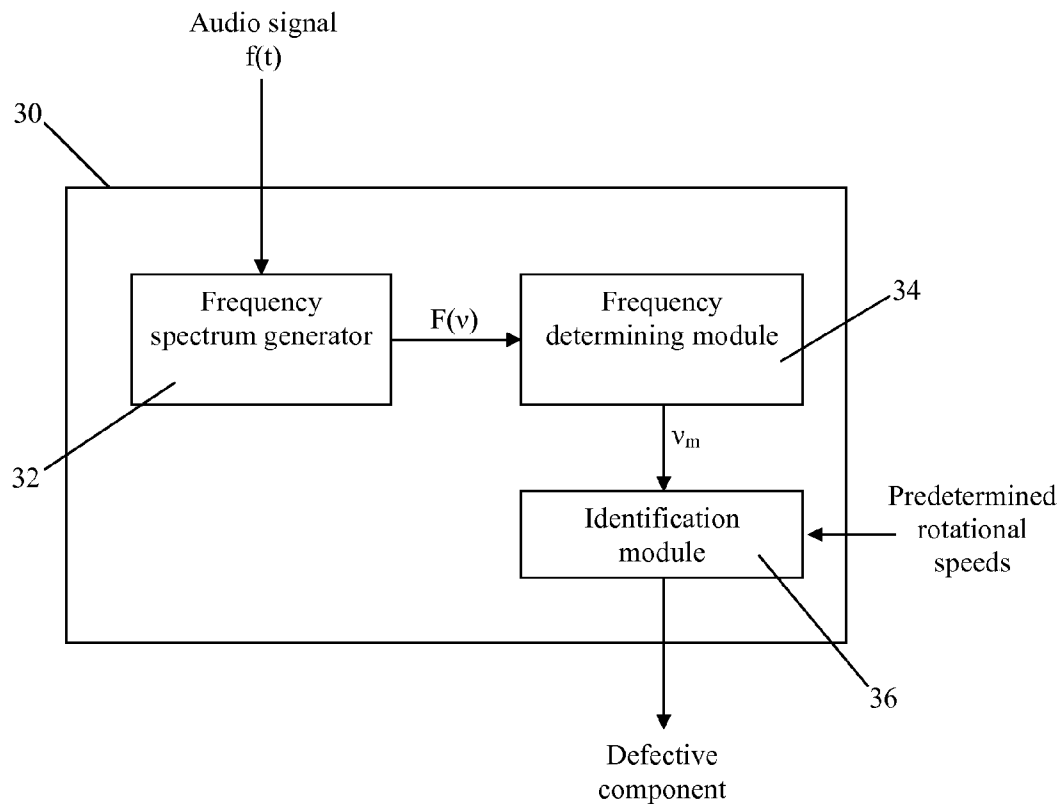 Audio signal
f(t)
30
Frequency
spectrum generator
F(ν)
Frequency
determining module
34
32
νm
Identification
module
Predetermined
rotational
speeds
36
Defective
component